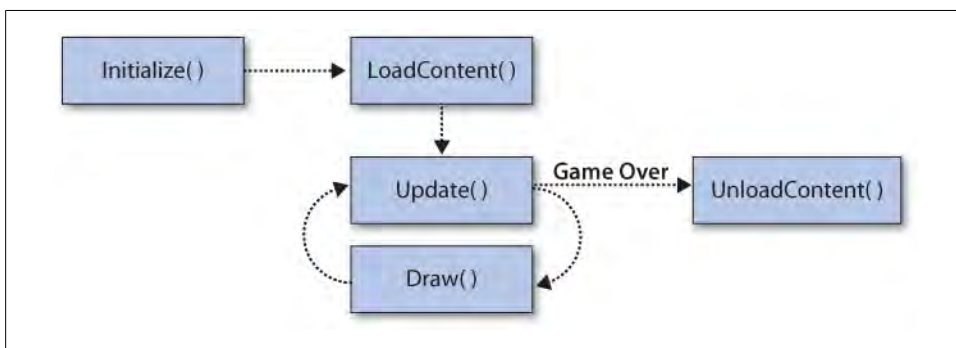 Initialize( )
LoadContent( )
Update( )
Game Over
UnloadContent( )
Draw( )